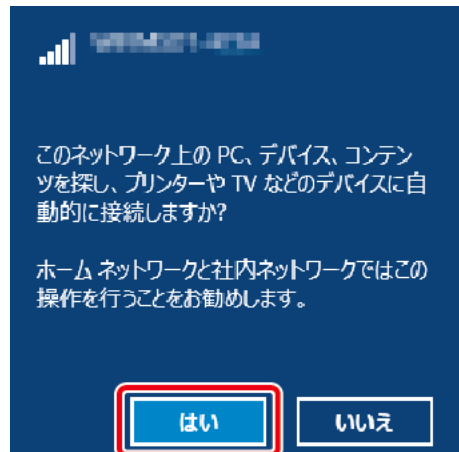 このネットワーク上の PC、デバイス、コンテン
ツを探し、プリンターや TV などのデバイスに自
動的に接続しますか?
ホーム ネットワークと社内ネットワークではこの
操作を行うことをお勧めします。
はい
いいえ